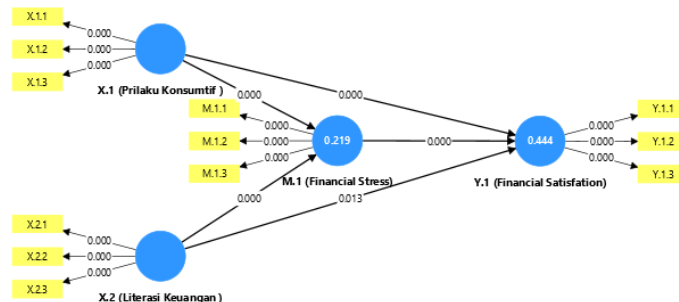 X.1.1
0.000
X.1.2
0.000
X.1.3
0.000
X.1 (Prilaku Konsumtif )
0.000
0.000
M.1.1
0.000
M.1.2
0.000
M.1.3
0.000
0.219
M.1 (Financial Stress)
0.000
0.444
Y.1 (Financial Satisfation)
0.000
Y.1.1
0.000
Y.1.2
0.000
Y.1.3
0.000
0.013
X.2.1
0.000
X.2.2
0.000
X.2.3
0.000
X.2 (Literasi Keuangan )